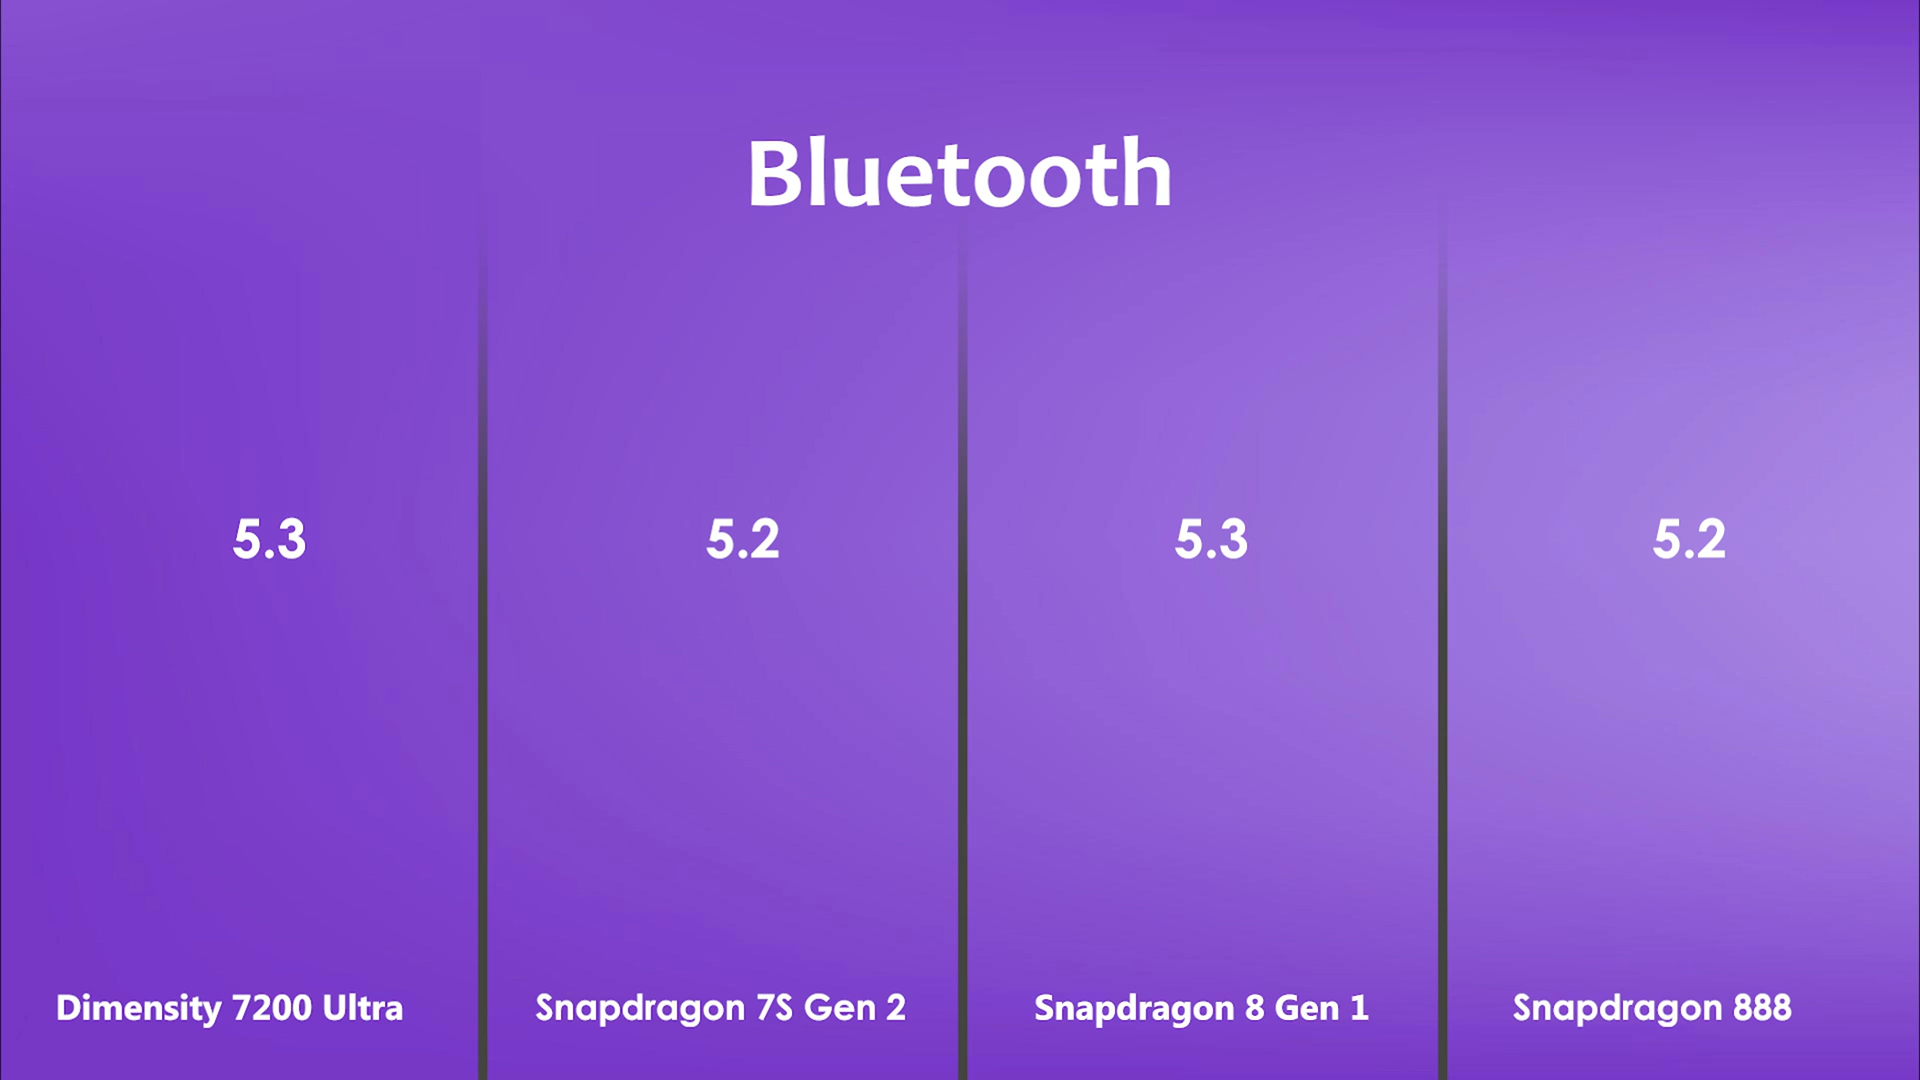 Bluetooth
5.3
5.2
5.3
5.2
Dimensity 7200 Ultra
Snapdragon 7S Gen 2
Snapdragon 8 Gen 1
Snapdragon 888